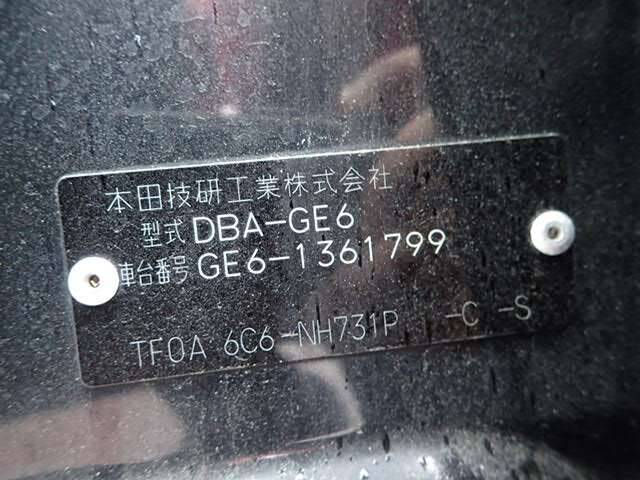 本田技研工業株式会社
型式 DBA-GE6
車台番号 GE6-1361799
TF0A 6C6-NH731P -C -S